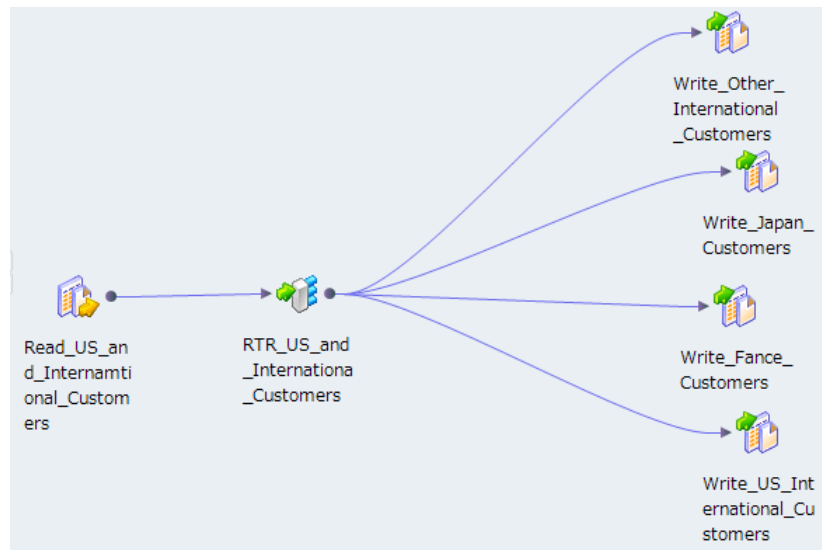 Write_Other_
International
_Customers
Write_Japan_
Customers
Read_US_an
d_Internamti
onal_Custom
ers
RTR_US_and
_Internationa
_Customers
Write_Fance_
Customers
Write_US_Int
ernational_Cu
stomers